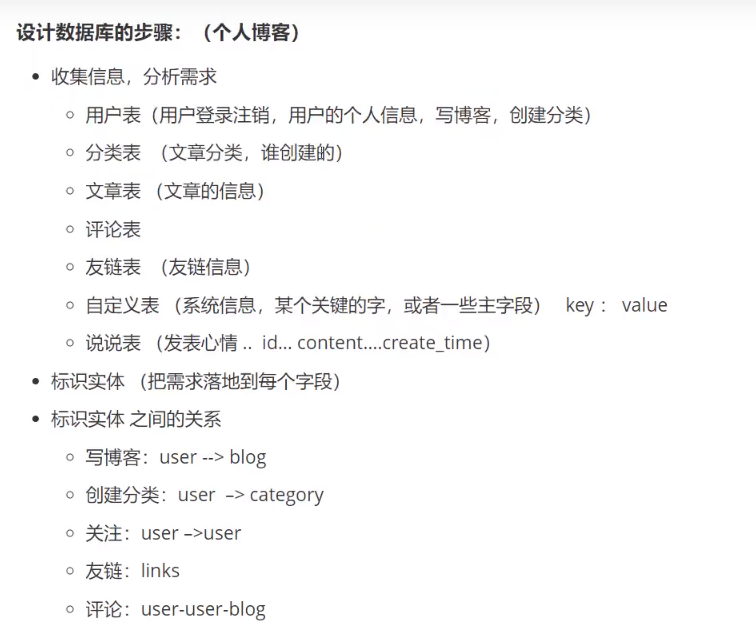 设计数据库的步骤：（个人博客）
收集信息，分析需求
用户表（用户登录注销，用户的个人信息，写博客，创建分类）
分类表 （文章分类，谁创建的）
文章表 （文章的信息）
评论表
友链表 （友链信息）
自定义表 （系统信息，某个关键的字，或者一些主字段） key： value
说说表 （发表心情 .. id... content....create_time）
标识实体 （把需求落地到每个字段）
标识实体 之间的关系
写博客：user --> blog
创建分类：user –> category
关注：user –>user
友链：links
评论：user-user-blog